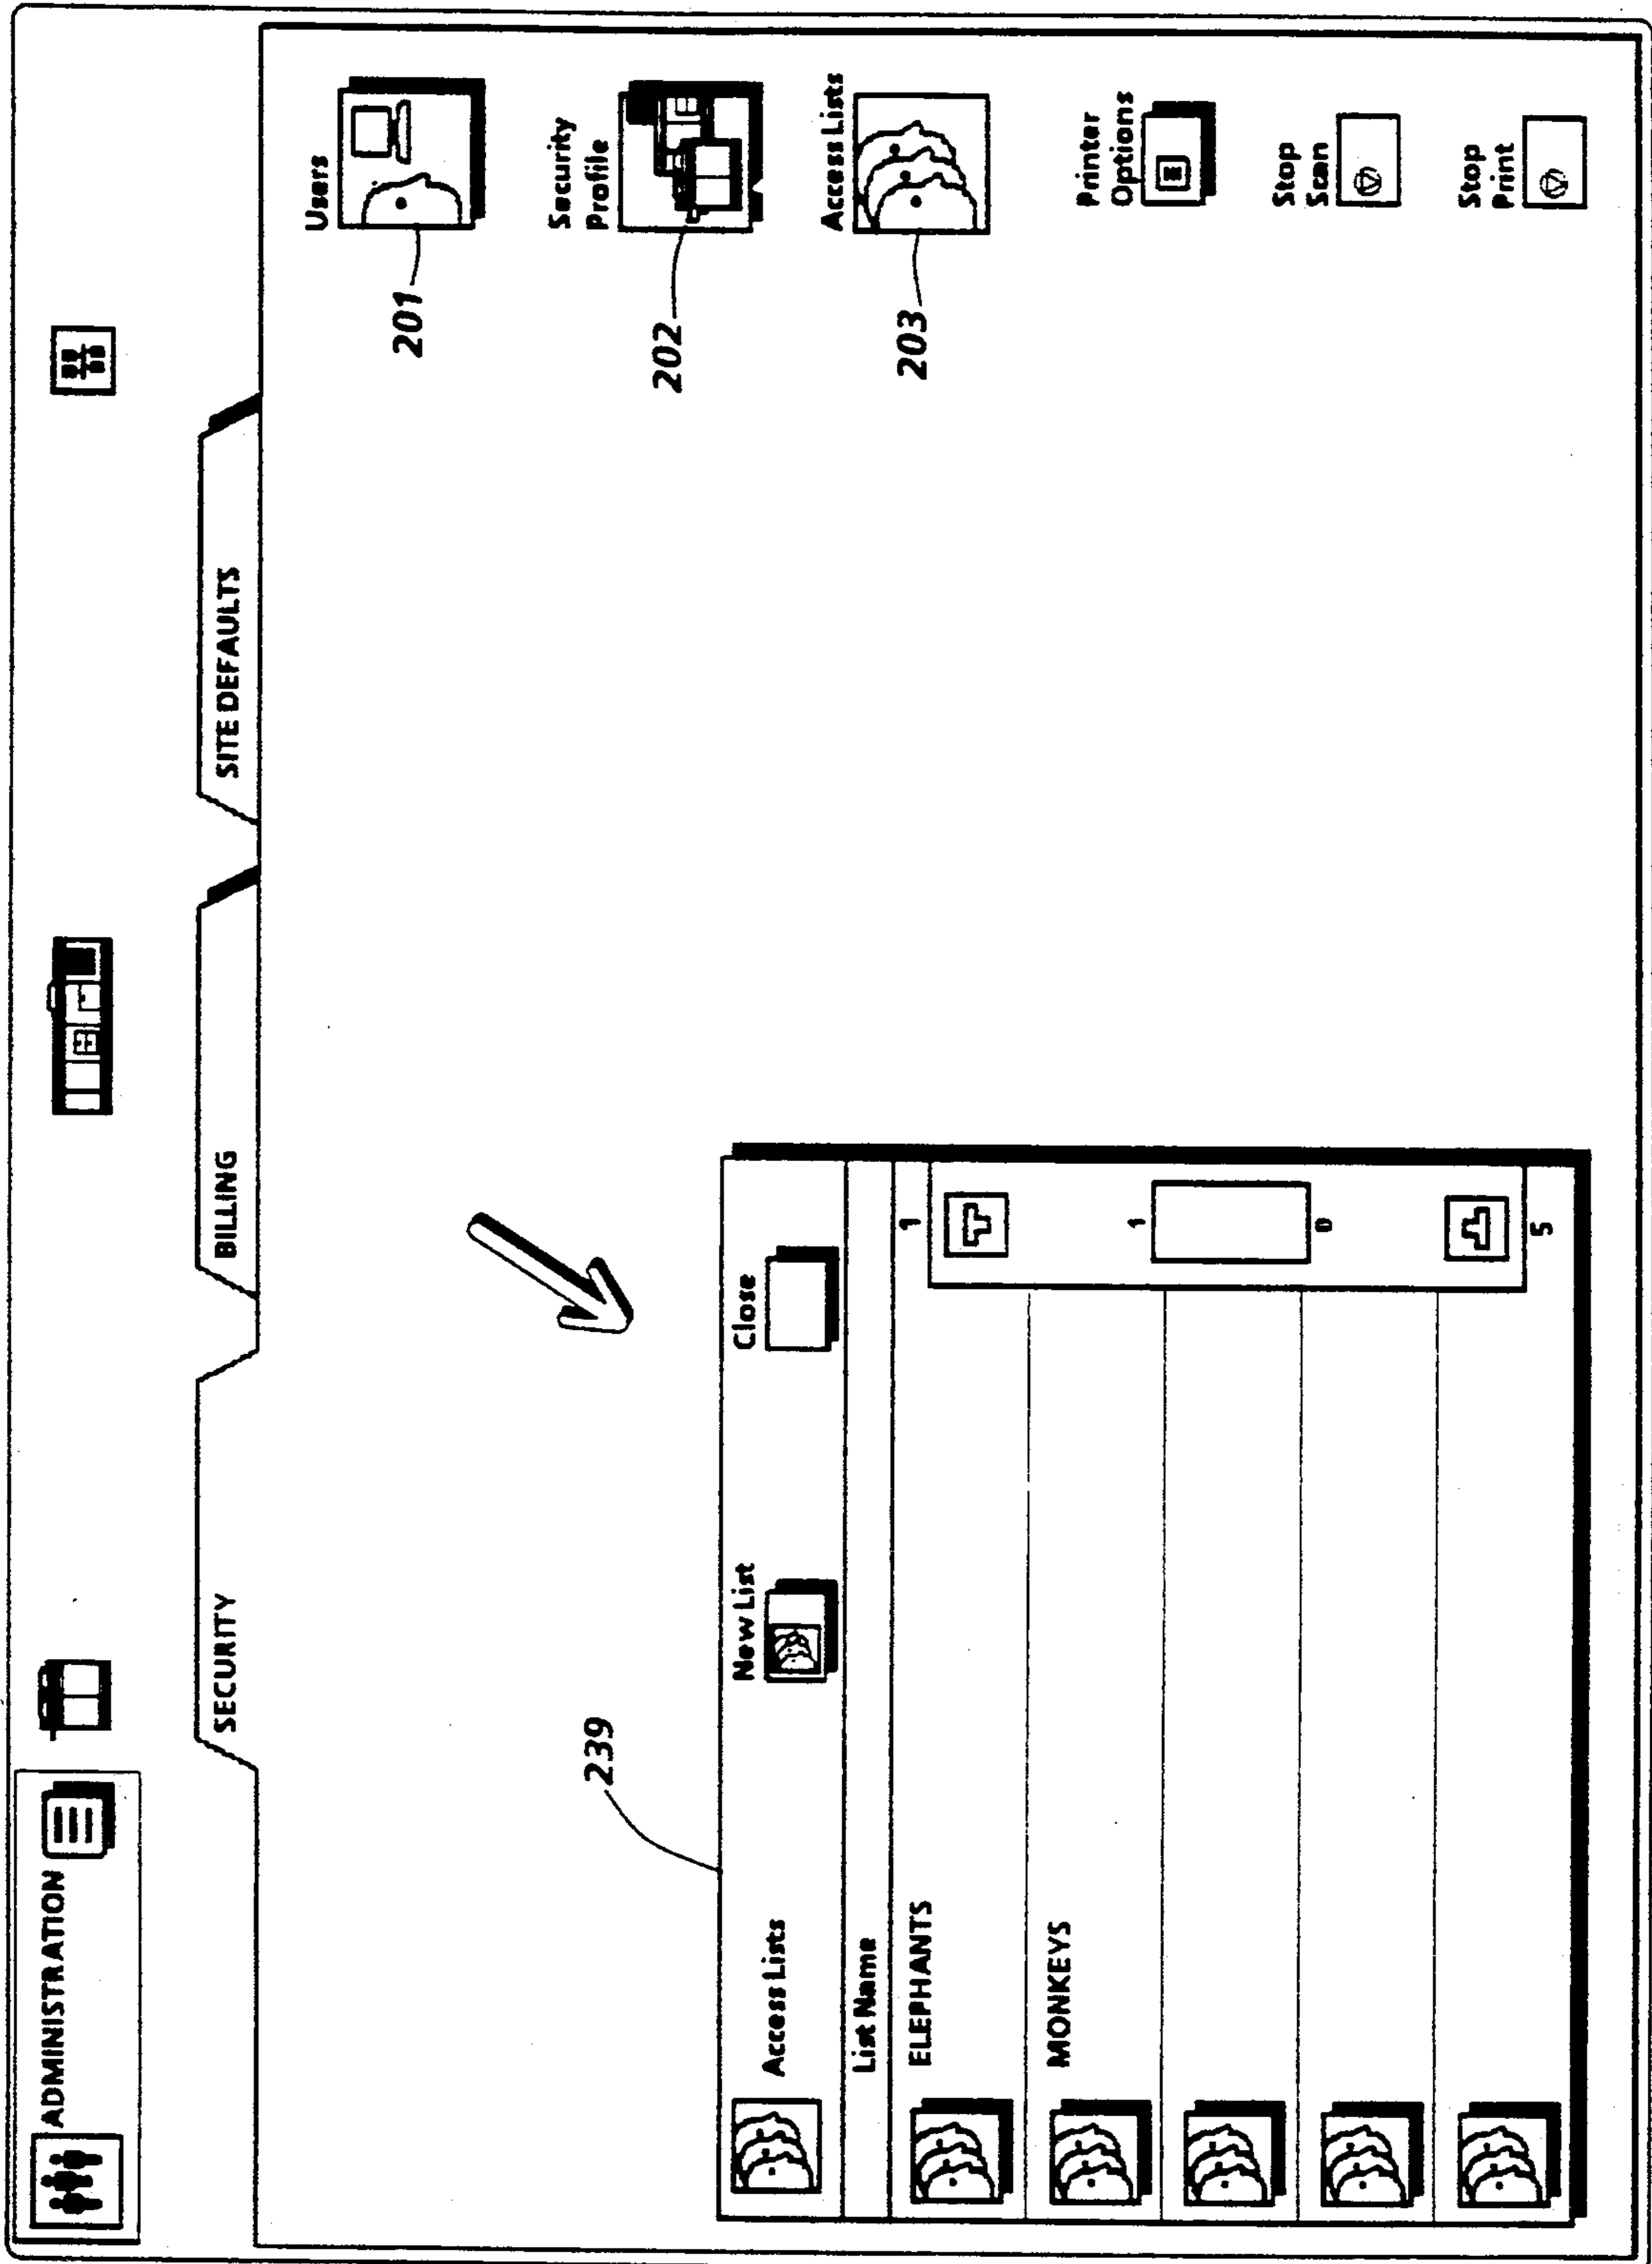 ADMINISTRATION
SECURITY
BILLING
SITE DEFAULTS
Users
201
Security
Profile
202
Access Lists
203
Printer
Options
Stop
Scan
Stop
Print
239
Access Lists
New List
Close
List Name
ELEPHANTS
MONKEYS
1
1
0
5